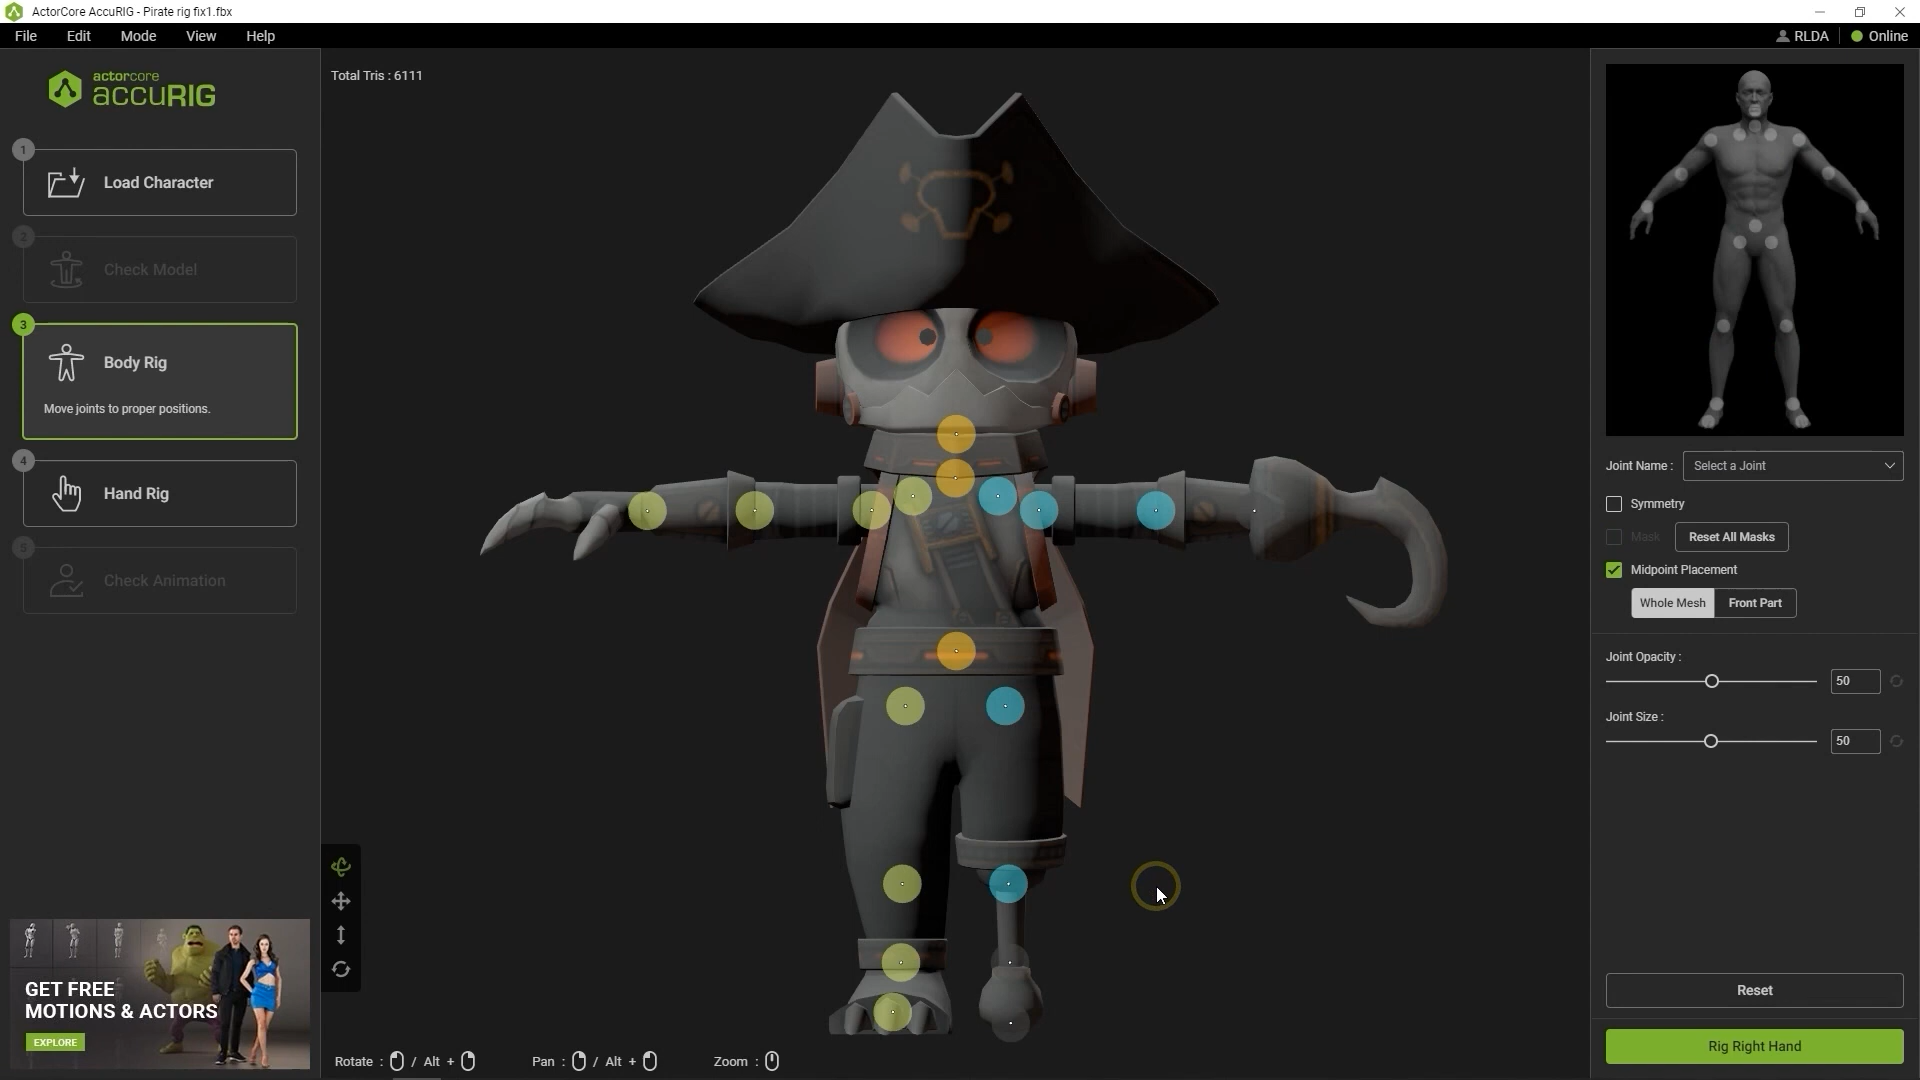 ActorCore AccuRIG - Pirate rig fix1.fbx
File Edit Mode View Help
RLDA Online
actorcore
accuRIG
1
Load Character
2
Check Model
3
Body Rig
Move joints to proper positions.
4
Hand Rig
5
Check Animation
GET FREE
MOTIONS & ACTORS
EXPLORE
Total Tris : 6111
Rotate : / Alt + Pan : / Alt + Zoom :
Joint Name : Select a Joint
Symmetry
Mask Reset All Masks
Midpoint Placement
Whole Mesh Front Part
Joint Opacity :
50
Joint Size :
50
Reset
Rig Right Hand